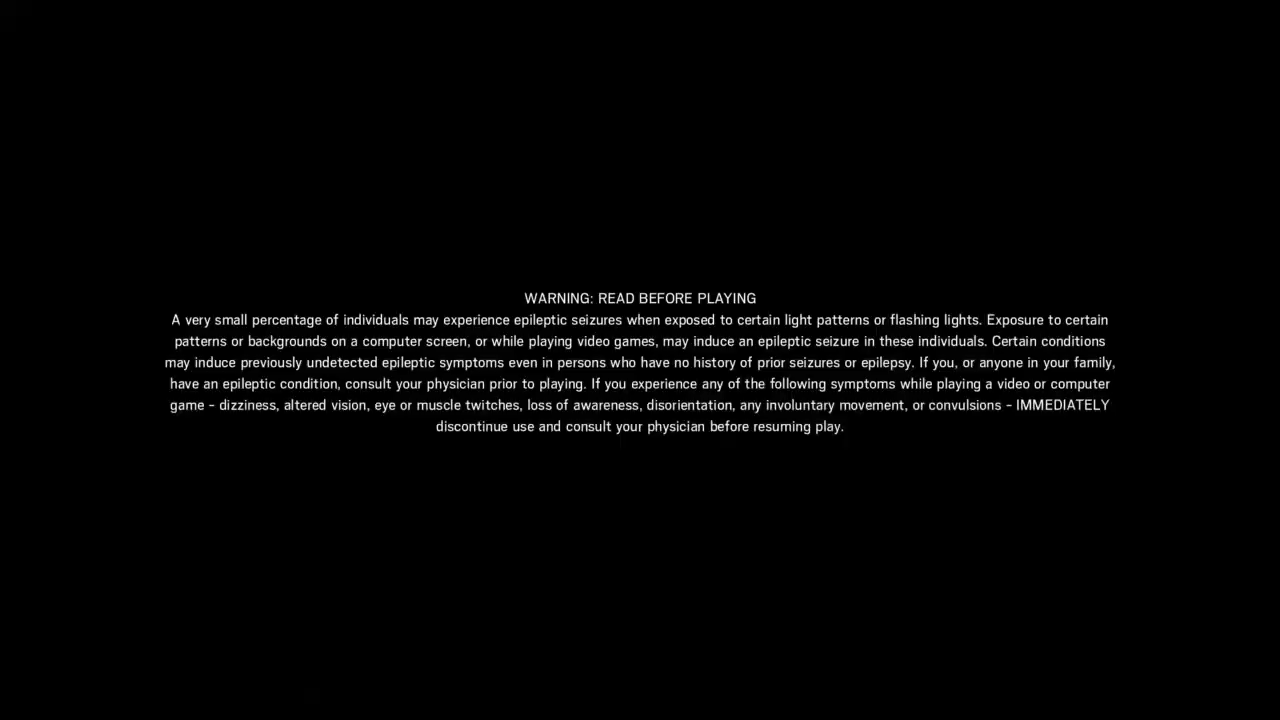 WARNING: READ BEFORE PLAYING
A very small percentage of individuals may experience epileptic seizures when exposed to certain light patterns or flashing lights. Exposure to certain
patterns or backgrounds on a computer screen, or while playing video games, may induce an epileptic seizure in these individuals. Certain conditions
may induce previously undetected epileptic symptoms even in persons who have no history of prior seizures or epilepsy. If you, or anyone in your family,
have an epileptic condition, consult your physician prior to playing. If you experience any of the following symptoms while playing a video or computer
game - dizziness, altered vision, eye or muscle twitches, loss of awareness, disorientation, any involuntary movement, or convulsions - IMMEDIATELY
discontinue use and consult your physician before resuming play.